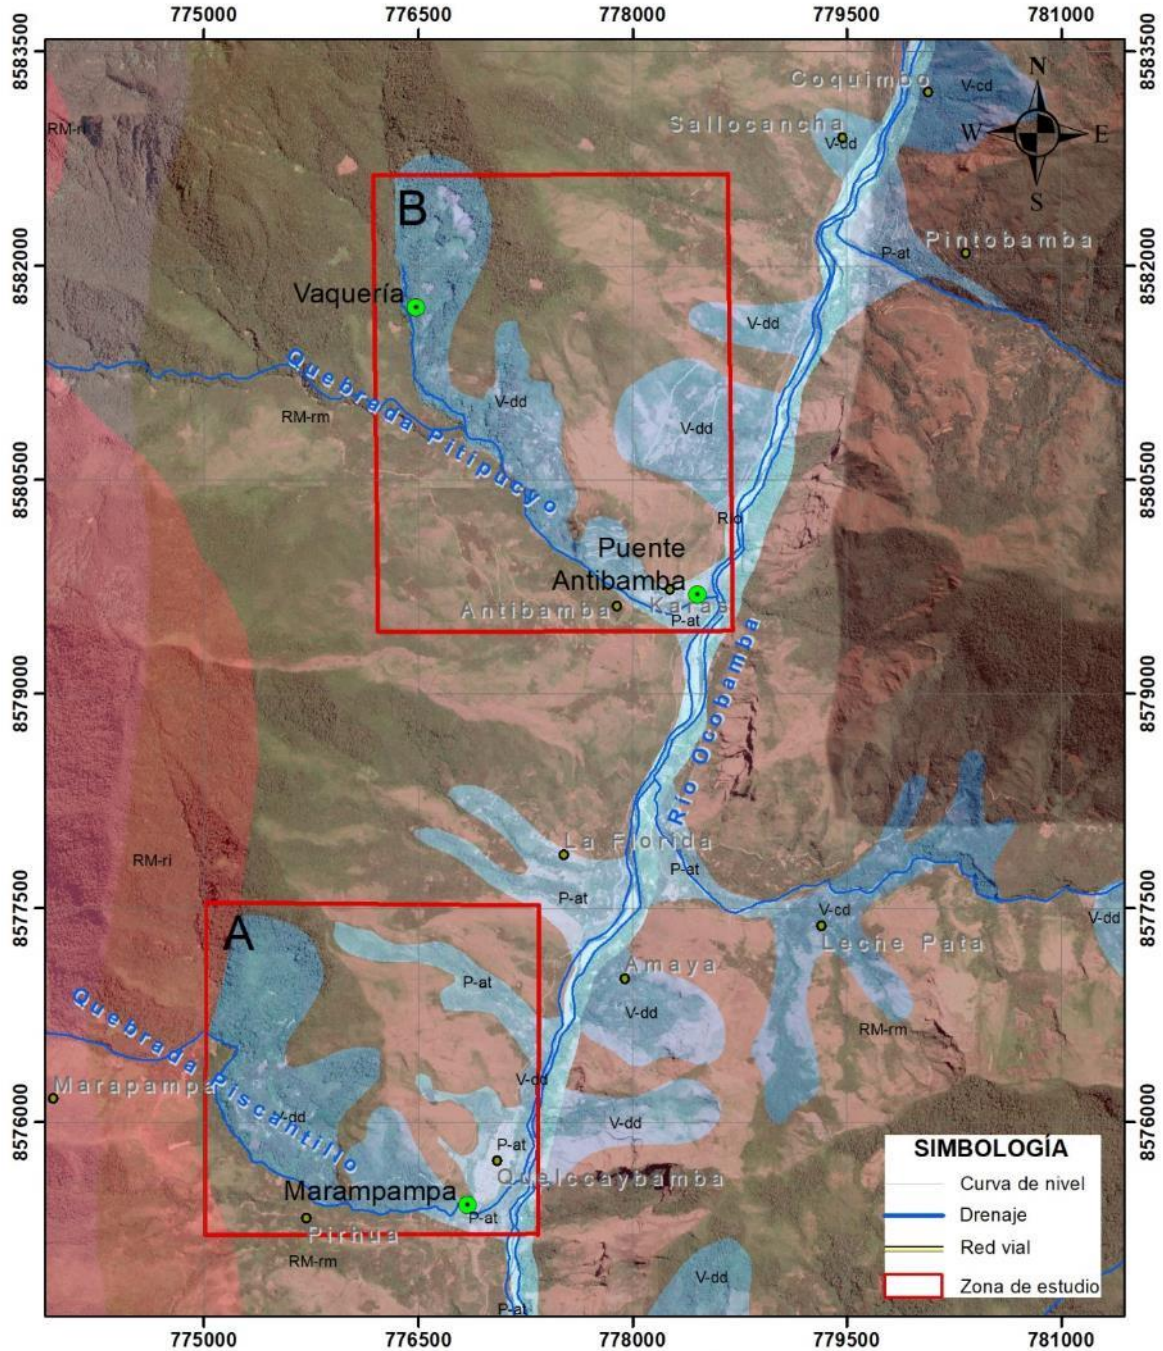 775000 776500 778000 779500 781000
8583500
8583500
N
W E
S
Coquimbo
V-cd
Sallocancha
V-dd
RM-ri
B
Pintobamba
P-at
8582000
8582000
Vaquería
V-dd
Quebrada Pitipucyo
RM-rm
V-dd
V-dd
8580500
8580500
Río
Puente
Antibamba
Antibamba
Karas
P-at
Río Ocobamba
8579000
8579000
La Florida
RM-ri
P-at
P-at
8577500
8577500
V-cd
V-dd
A
Leche Pata
Amaya
P-at
V-dd
RM-rm
Quebrada Piscantillo
V-dd
Marapampa
V-dd
V-dd
8576000
8576000
P-at
Quelccaybamba
Marampampa
P-at
Pirhua
RM-rm
V-dd
P-at
SIMBOLOGÍA
Curva de nivel
Drenaje
Red vial
Zona de estudio
775000 776500 778000 779500 781000